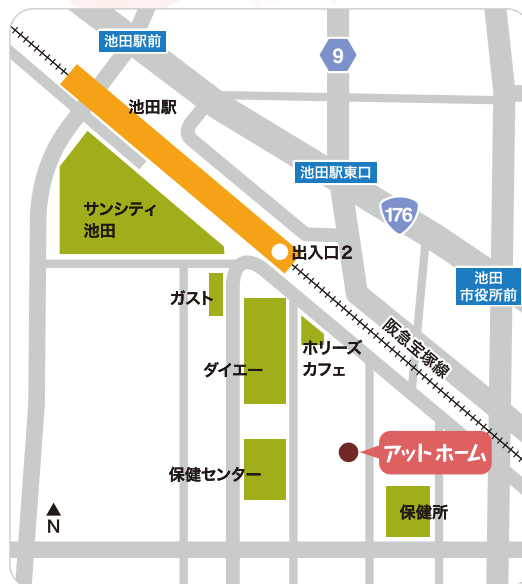 池田駅前
9
池田駅
池田駅東口
176
サンシティ
池田
出入口2
池田
市役所前
ガスト
阪急宝塚線
ホリーズ
カフェ
ダイエー
アットホーム
保健センター
保健所
N